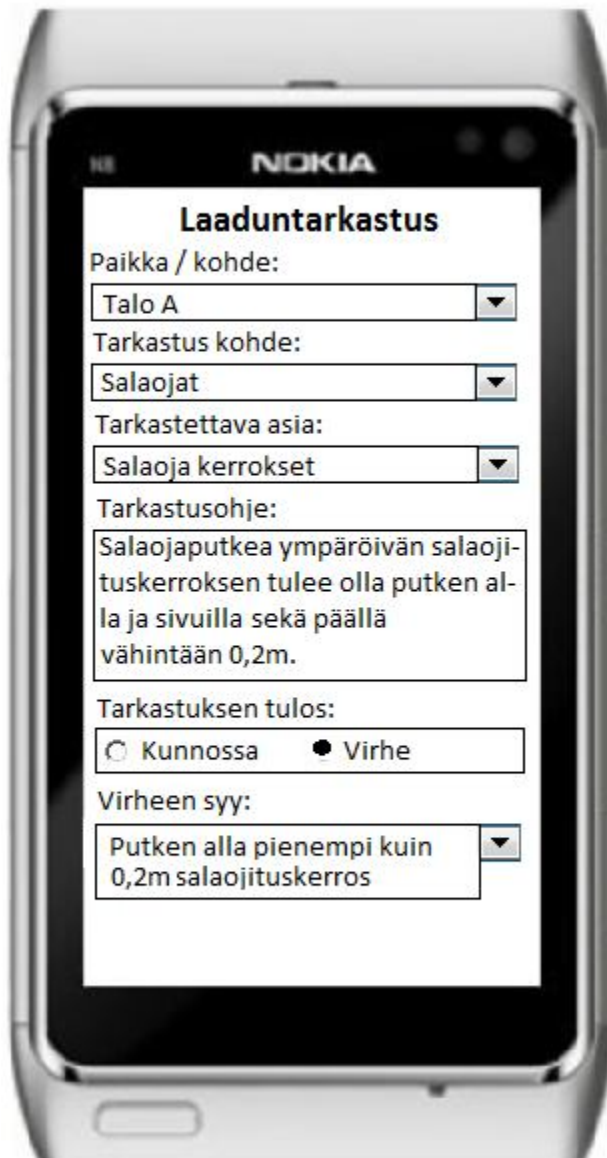 N8 NOKIA
Laaduntarkastus
Paikka / kohde:
Talo A
Tarkastus kohde:
Salaojat
Tarkastettava asia:
Salaoja kerrokset
Tarkastusohje:
Salaojaputkea ympäröivän salaoji-
tuskerroksen tulee olla putken al-
la ja sivuilla sekä päällä
vähintään 0,2m.
Tarkastuksen tulos:
Kunnossa Virhe
Virheen syy:
Putken alla pienempi kuin
0,2m salaojituskerros